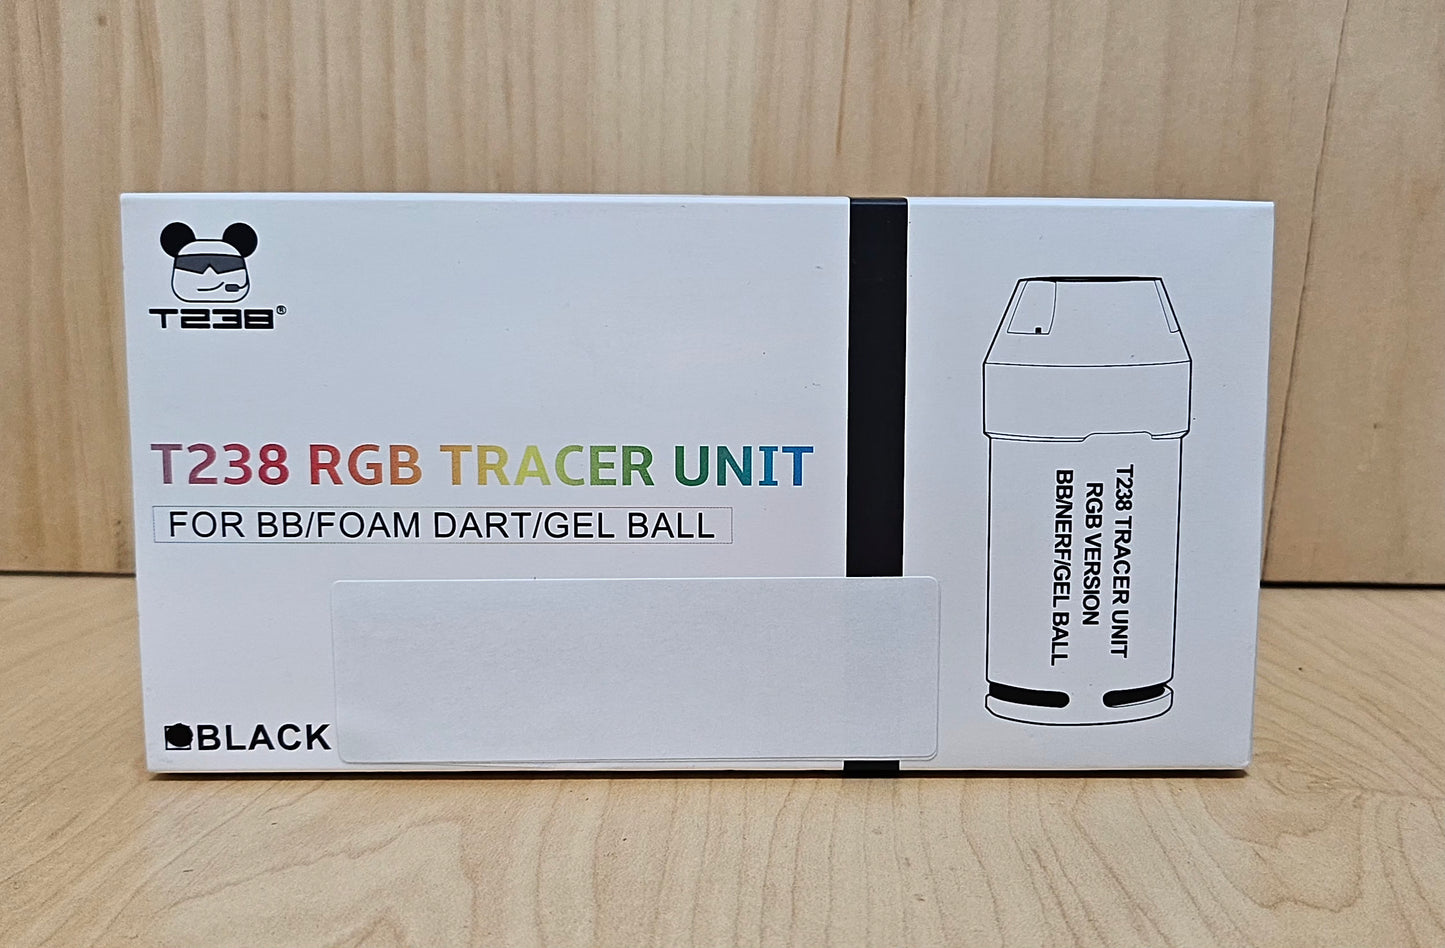 T238®
T238 RGB TRACER UNIT
FOR BB/FOAM DART/GEL BALL
BLACK
T238 TRACER UNIT
RGB VERSION
BB/NERF/GEL BALL